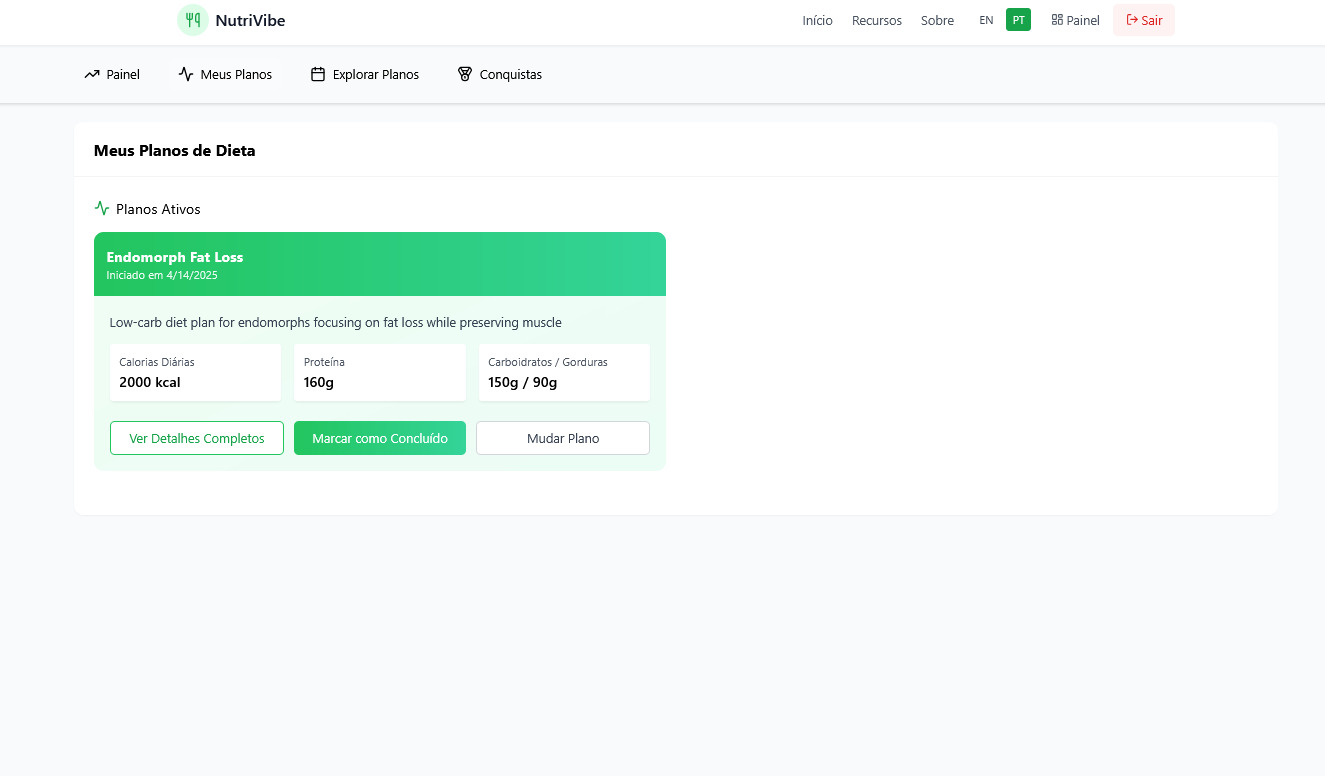 NutriVibe
Início Recursos Sobre EN PT Painel Sair
Painel Meus Planos Explorar Planos Conquistas
Meus Planos de Dieta
Planos Ativos
Endomorph Fat Loss
Iniciado em 4/14/2025
Low-carb diet plan for endomorphs focusing on fat loss while preserving muscle
Calorias Diárias
2000 kcal
Proteína
160g
Carboidratos / Gorduras
150g / 90g
Ver Detalhes Completos Marcar como Concluído Mudar Plano